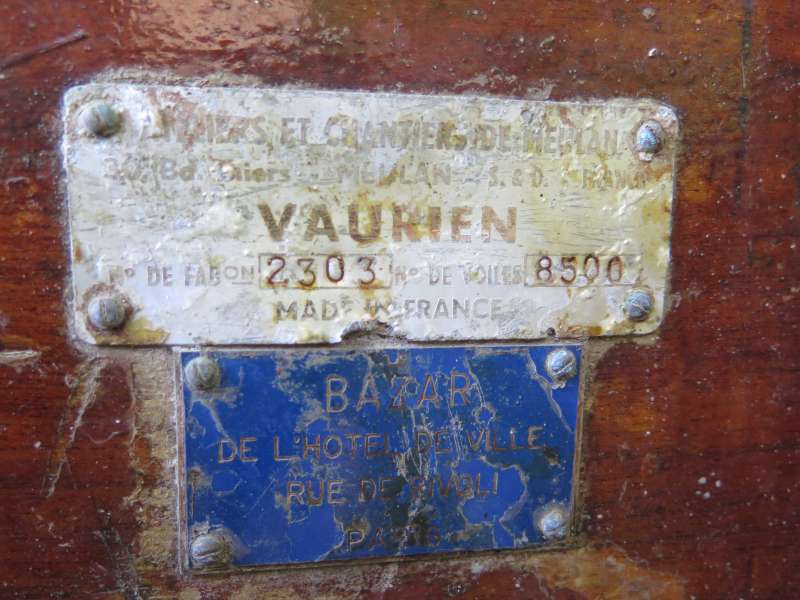 ET CHANTIERS DE MEULAN
Bd. Thiers MEULAN S. & O. FRANCE
VAURIEN
No DE FABON 2303 No DE VOILES 8500
MADE IN FRANCE
BAZAR
DE L'HOTEL DE VILLE
RUE DE RIVOLI
PARIS